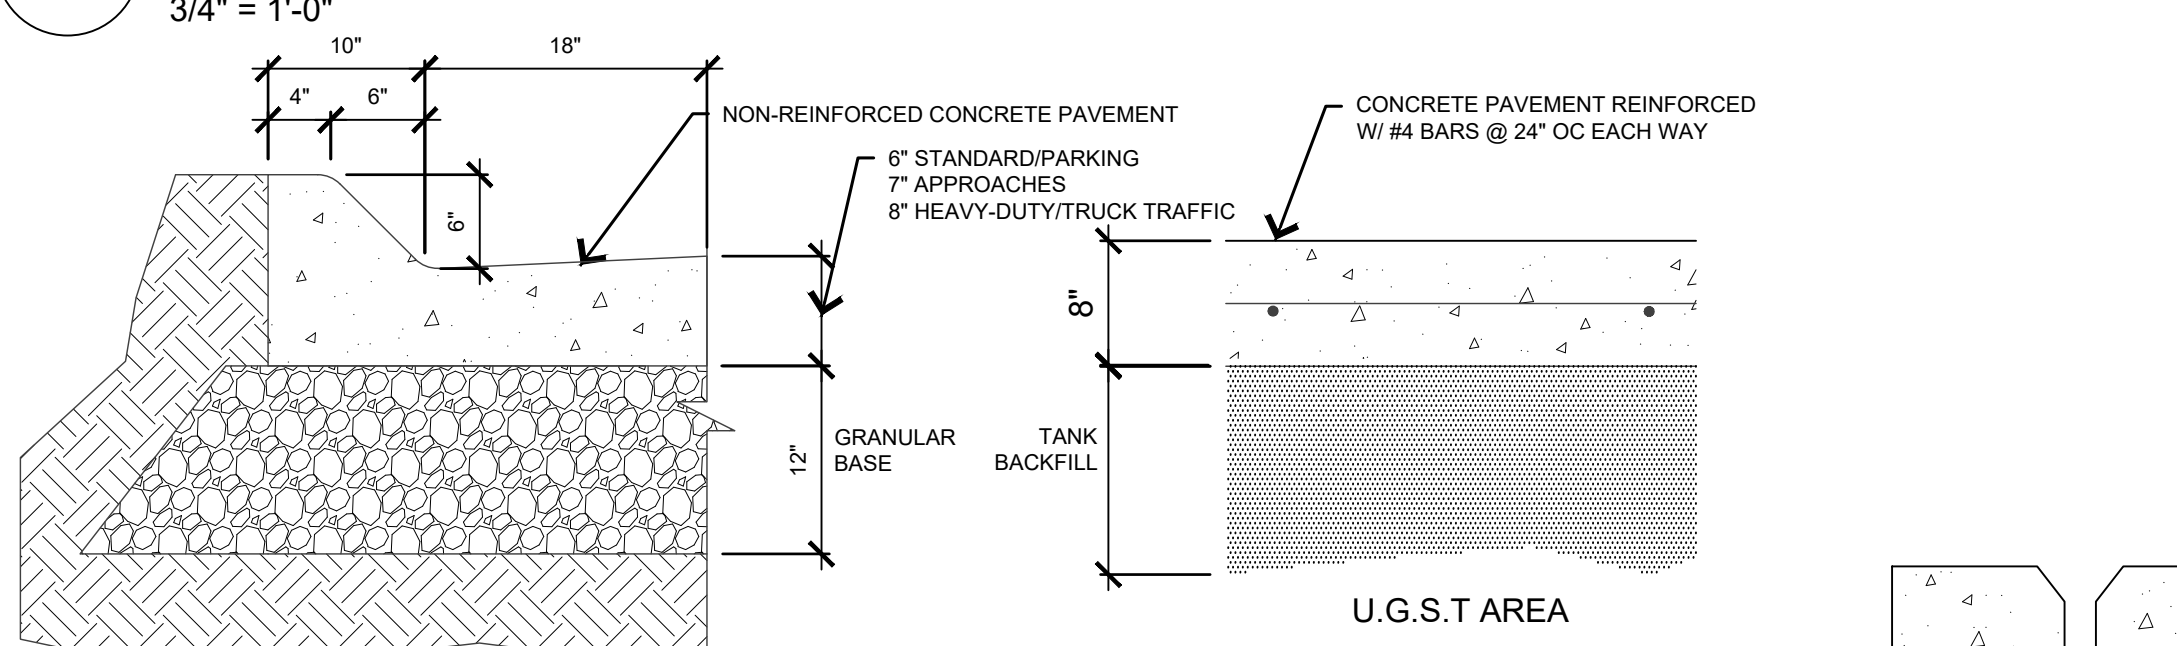 3/4" = 1'-0"
10"
18"
4"
6"
NON-REINFORCED CONCRETE PAVEMENT
6" STANDARD/PARKING
7" APPROACHES
8" HEAVY-DUTY/TRUCK TRAFFIC
6"
12"
GRANULAR
BASE
CONCRETE PAVEMENT REINFORCED
W/ #4 BARS @ 24" OC EACH WAY
8"
TANK
BACKFILL
U.G.S.T AREA